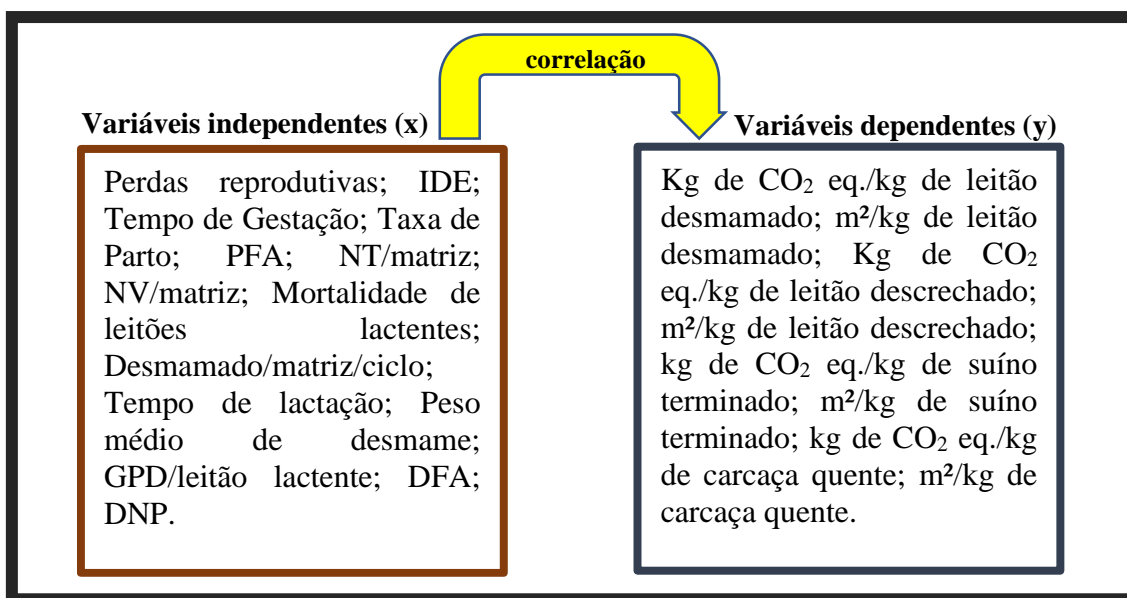 correlação
Variáveis independentes (x)
Perdas reprodutivas; IDE;
Tempo de Gestação; Taxa de
Parto; PFA; NT/matriz;
NV/matriz; Mortalidade de
leitões lactentes;
Desmamado/matriz/ciclo;
Tempo de lactação; Peso
médio de desmame;
GPD/leitão lactente; DFA;
DNP.
Variáveis dependentes (y)
Kg de CO₂ eq./kg de leitão
desmamado; m²/kg de leitão
desmamado; Kg de CO₂
eq./kg de leitão descrechado;
m²/kg de leitão descrechado;
kg de CO₂ eq./kg de suíno
terminado; m²/kg de suíno
terminado; kg de CO₂ eq./kg
de carcaça quente; m²/kg de
carcaça quente.